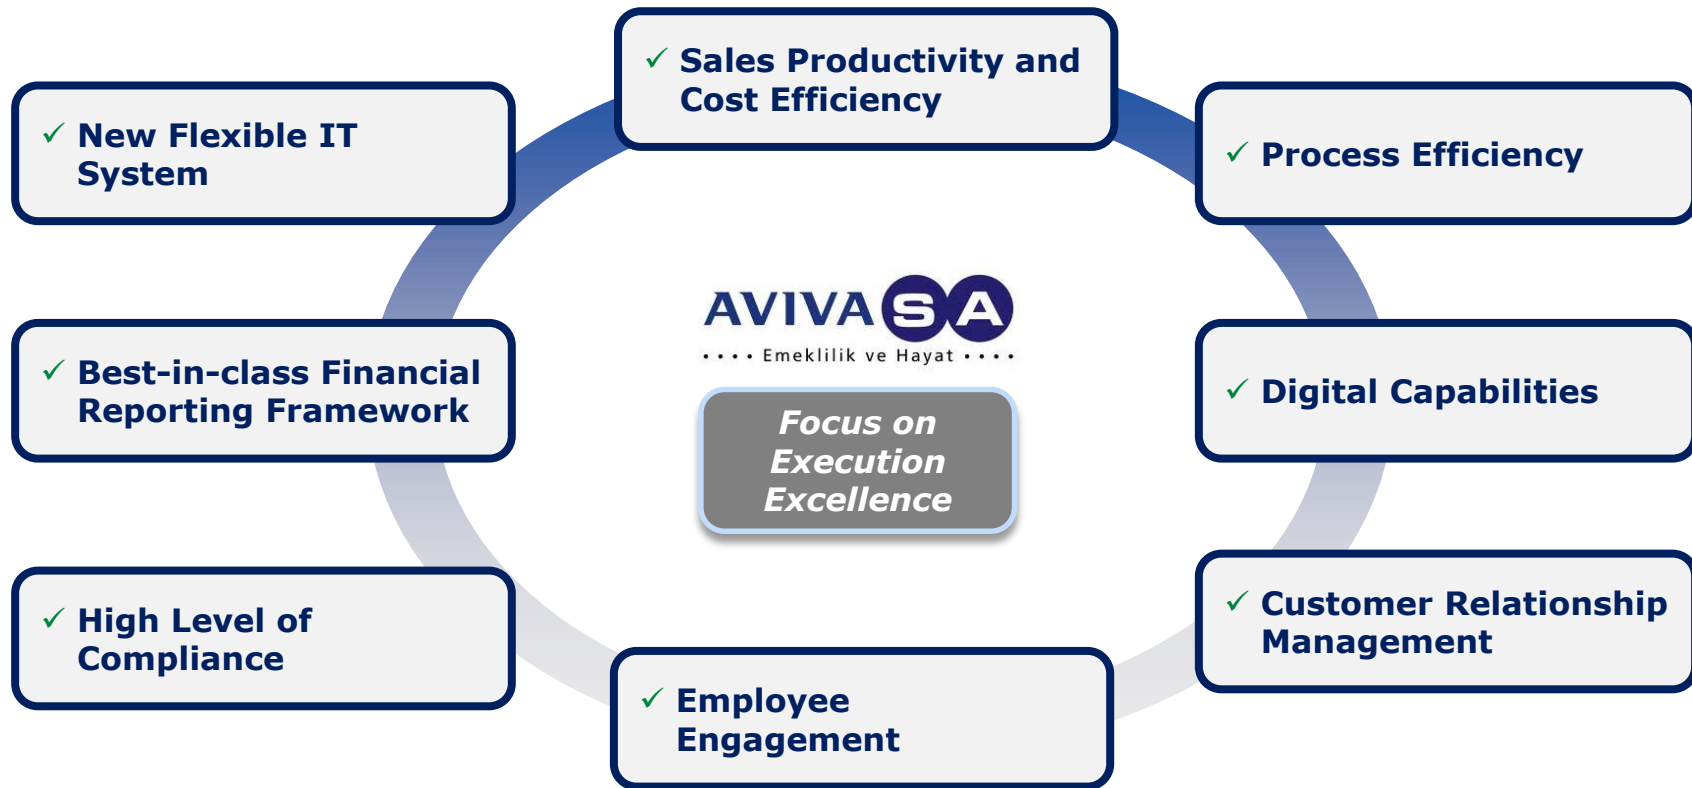 ✓ Sales Productivity and
Cost Efficiency
✓ New Flexible IT
System
✓ Process Efficiency
AVIVASA
•••• Emeklilik ve Hayat ••••
✓ Best-in-class Financial
Reporting Framework
✓ Digital Capabilities
Focus on
Execution
Excellence
✓ High Level of
Compliance
✓ Customer Relationship
Management
✓ Employee
Engagement